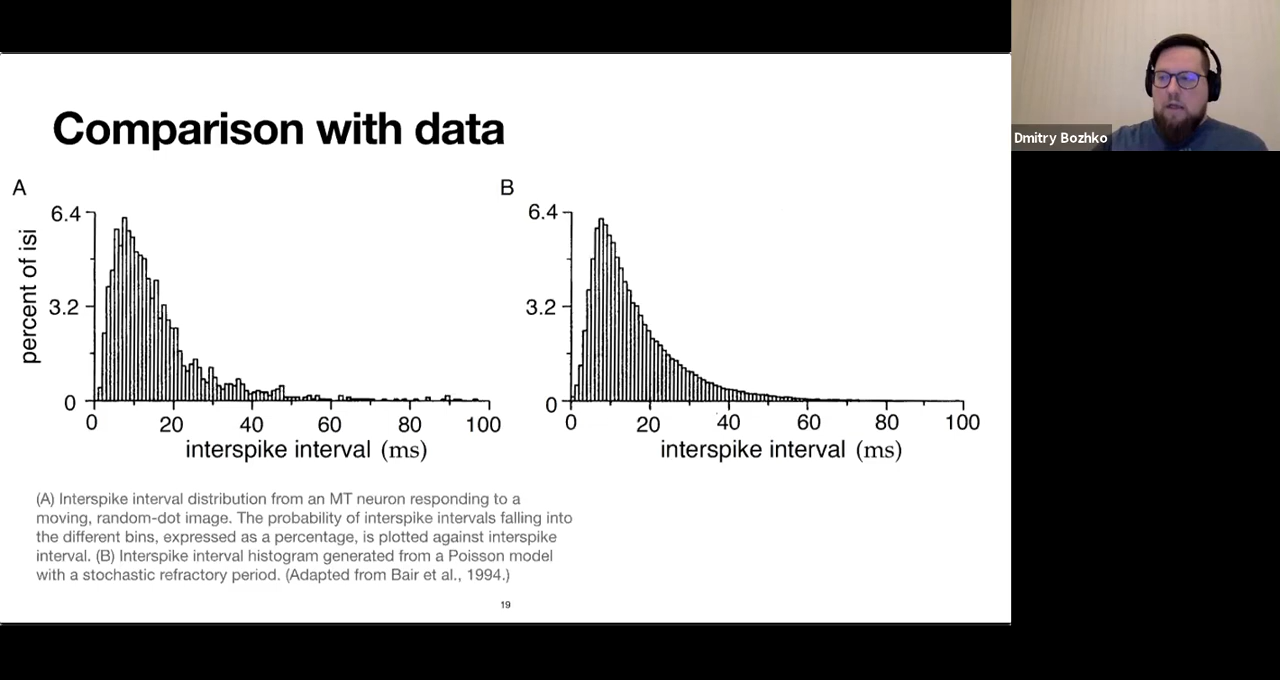 Comparison with data
A
6.4
3.2
0
percent of isi
0 20 40 60 80 100
interspike interval (ms)
B
6.4
3.2
0
0 20 40 60 80 100
interspike interval (ms)
(A) Interspike interval distribution from an MT neuron responding to a
moving, random-dot image. The probability of interspike intervals falling into
the different bins, expressed as a percentage, is plotted against interspike
interval. (B) Interspike interval histogram generated from a Poisson model
with a stochastic refractory period. (Adapted from Bair et al., 1994.)
19
Dmitry Bozhko